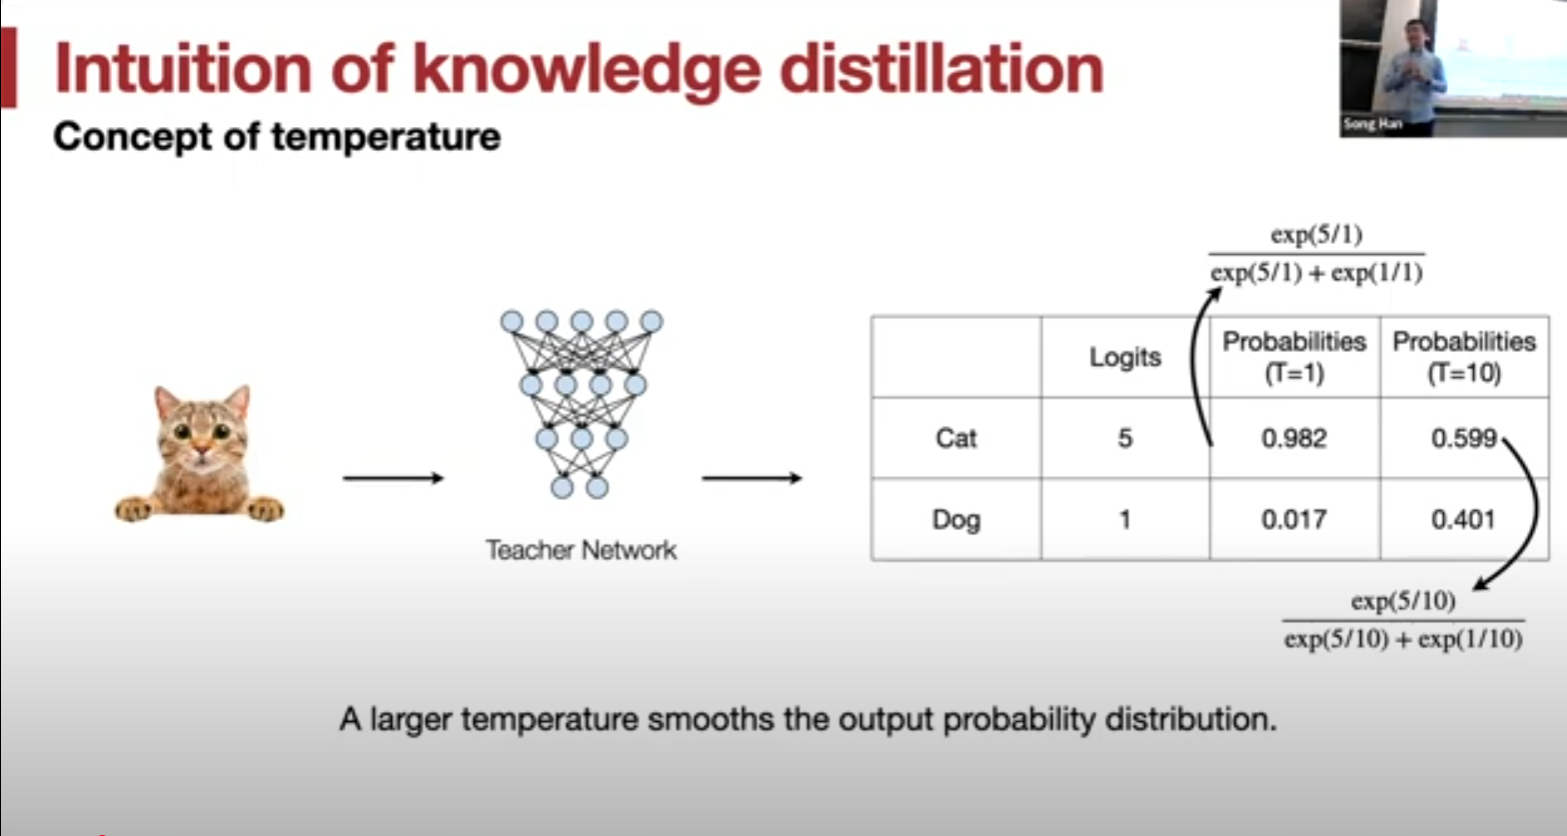 Intuition of knowledge distillation
Concept of temperature
Song Han
exp(5/1)
exp(5/1) + exp(1/1)
Logits
Probabilities
(T=1)
Probabilities
(T=10)
Cat 5 0.982 0.599
Dog 1 0.017 0.401
Teacher Network
exp(5/10)
exp(5/10) + exp(1/10)
A larger temperature smooths the output probability distribution.